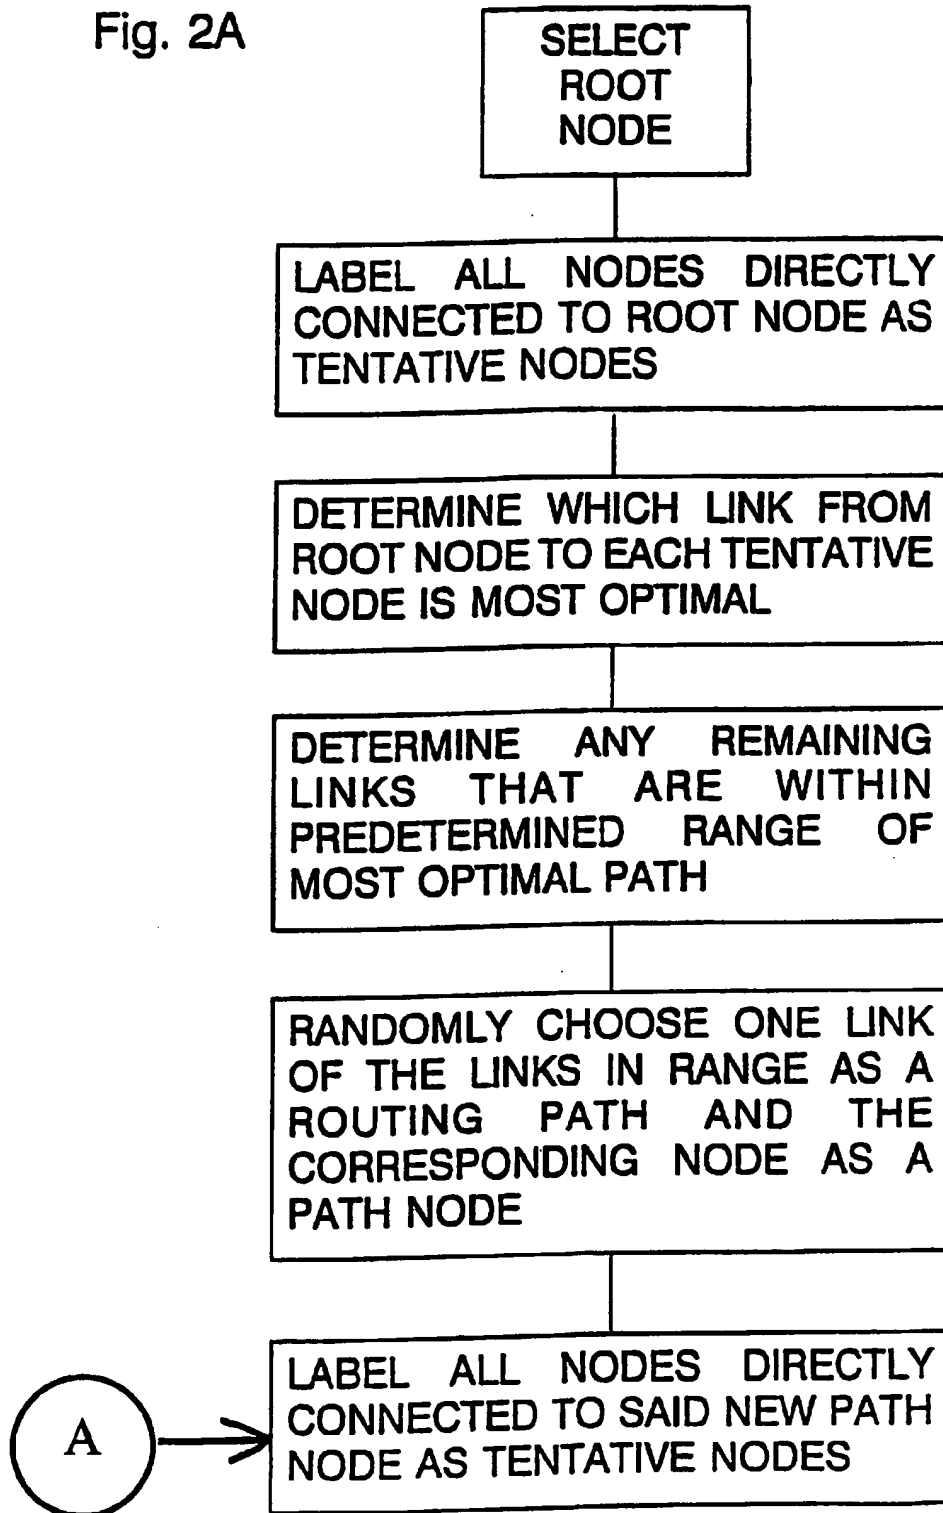 Fig. 2A
SELECT
ROOT
NODE
LABEL ALL NODES DIRECTLY
CONNECTED TO ROOT NODE AS
TENTATIVE NODES
DETERMINE WHICH LINK FROM
ROOT NODE TO EACH TENTATIVE
NODE IS MOST OPTIMAL
DETERMINE ANY REMAINING
LINKS THAT ARE WITHIN
PREDETERMINED RANGE OF
MOST OPTIMAL PATH
RANDOMLY CHOOSE ONE LINK
OF THE LINKS IN RANGE AS A
ROUTING PATH AND THE
CORRESPONDING NODE AS A
PATH NODE
LABEL ALL NODES DIRECTLY
CONNECTED TO SAID NEW PATH
NODE AS TENTATIVE NODES
A